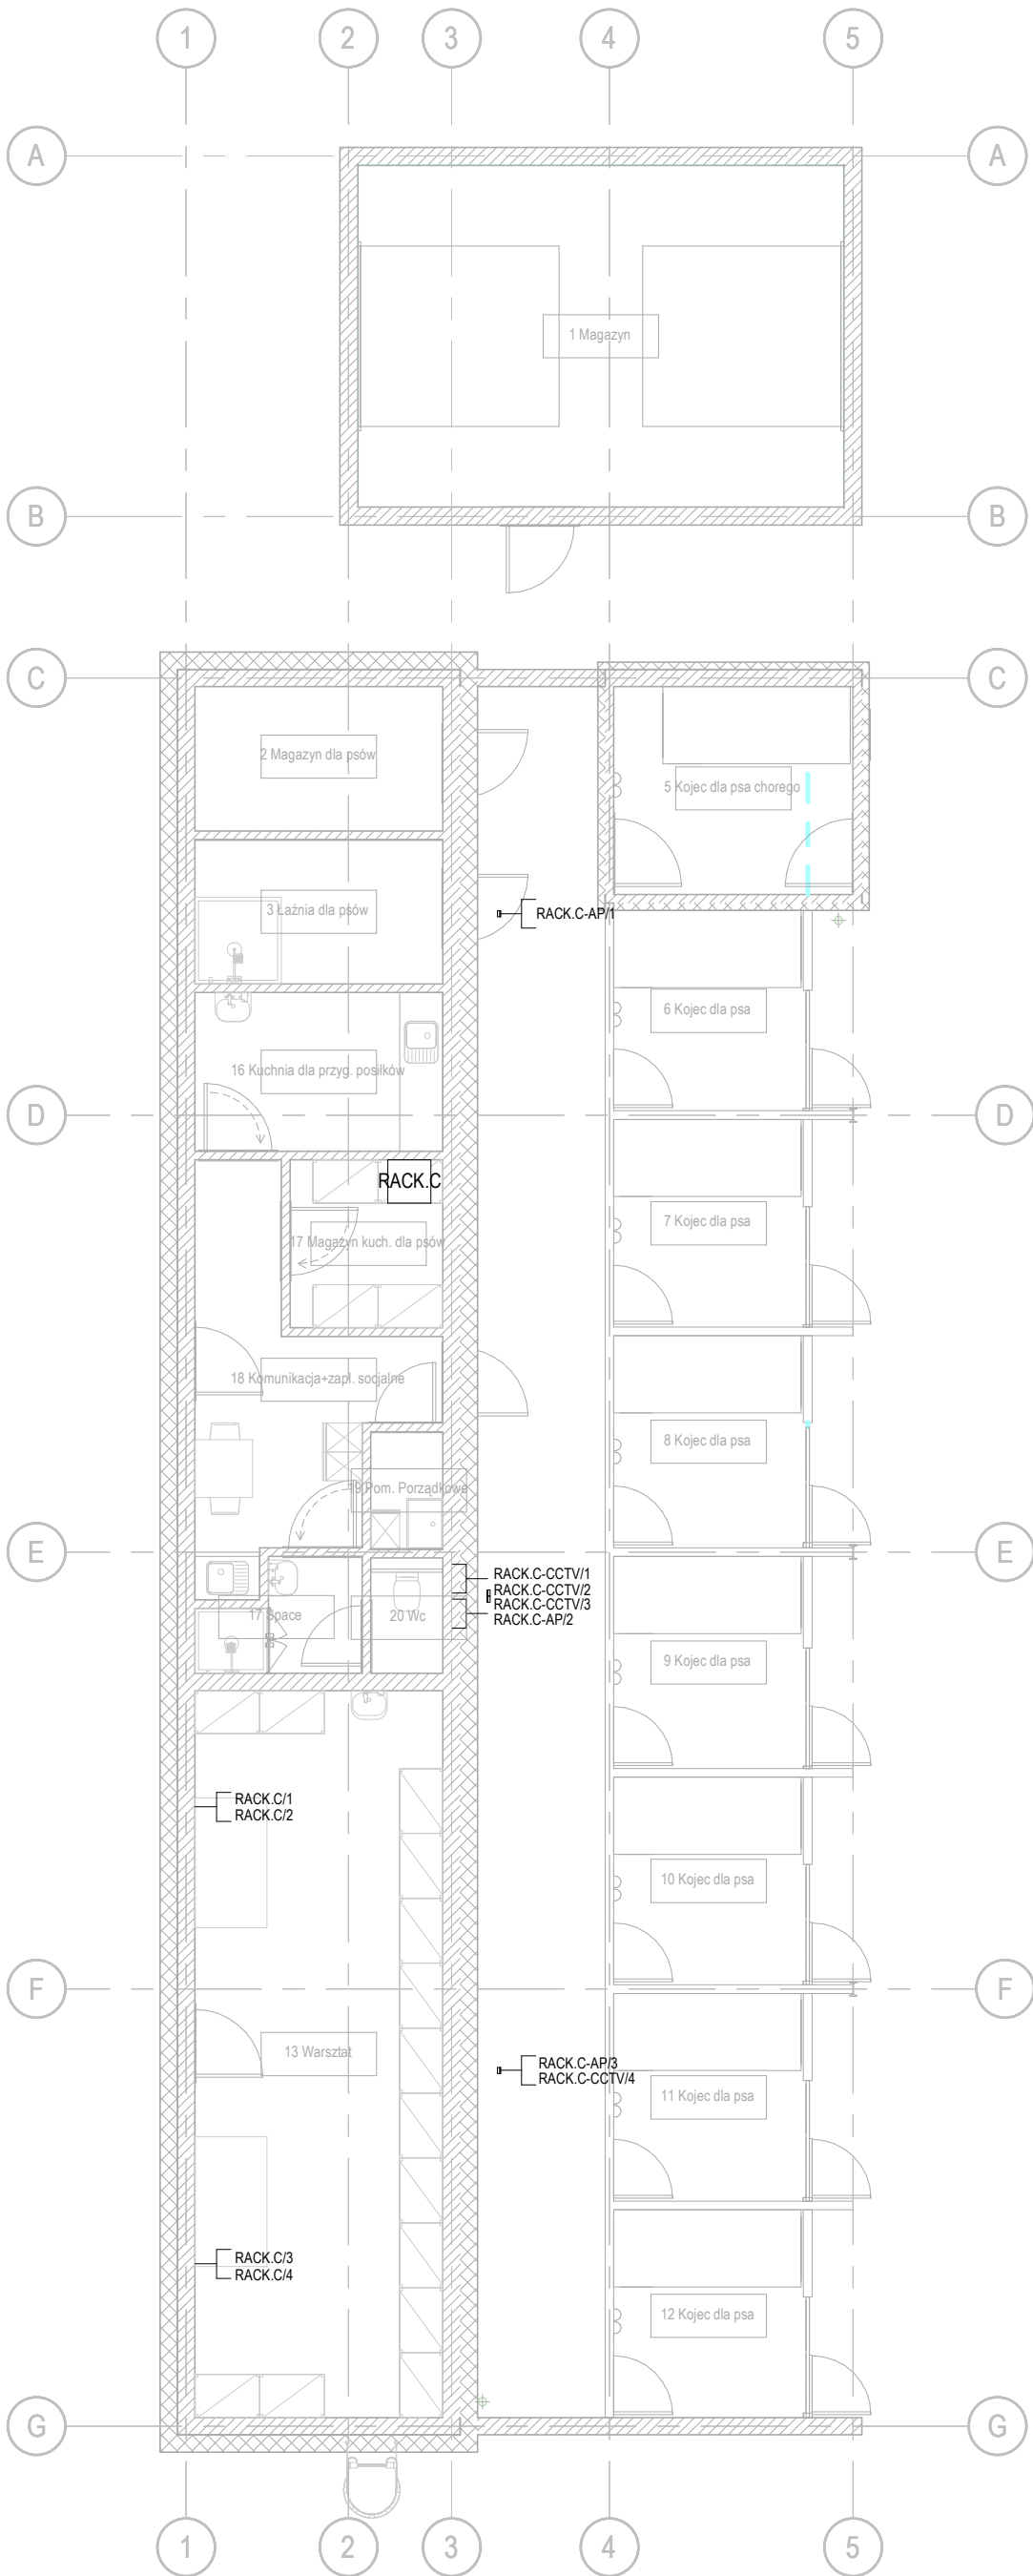 1 2 3 4 5
A A
1 Magazyn
B B
C C
2 Magazyn dla psów
5 Kojec dla psa chorego
3 Łaźnia dla psów
RACK.C-AP/1
6 Kojec dla psa
16 Kuchnia dla przyg. posiłków
D D
RACK.C
17 Magazyn kuch. dla psów
7 Kojec dla psa
18 Komunikacja+zapl. socjalne
8 Kojec dla psa
19 Pom. Porządkowe
E E
RACK.C-CCTV/1
RACK.C-CCTV/2
RACK.C-CCTV/3
RACK.C-AP/2
17 Space
20 Wc
9 Kojec dla psa
RACK.C/1
RACK.C/2
10 Kojec dla psa
F F
13 Warsztat
RACK.C-AP/3
RACK.C-CCTV/4
11 Kojec dla psa
RACK.C/3
RACK.C/4
12 Kojec dla psa
G G
1 2 3 4 5